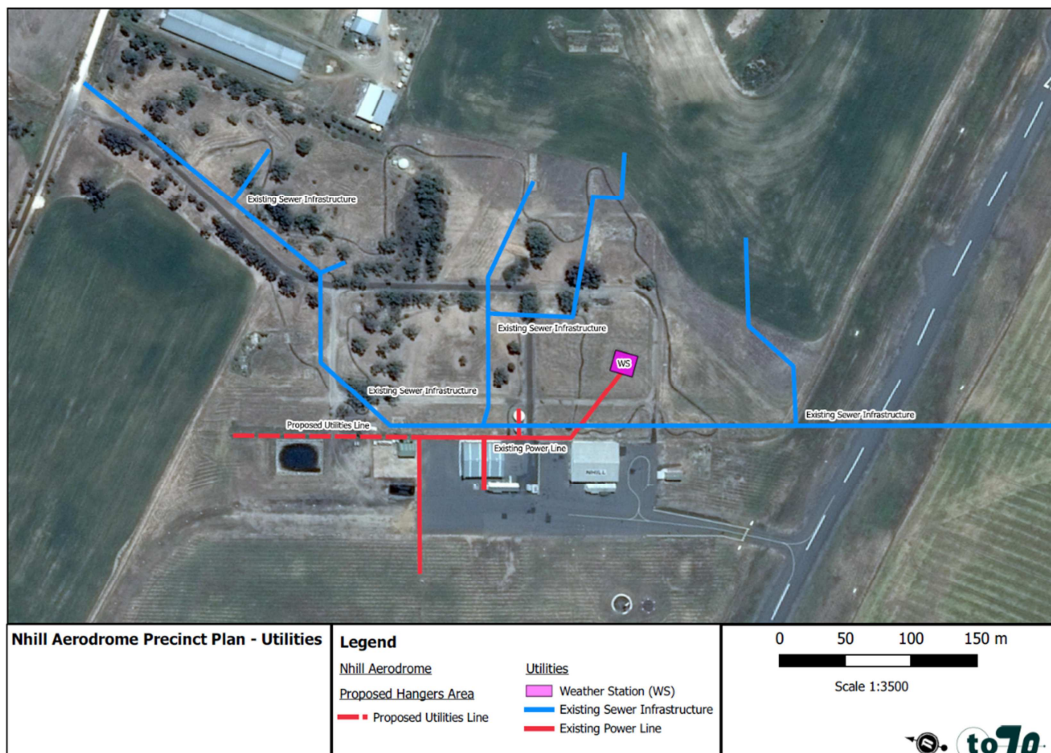 Existing Sewer Infrastructure
Existing Sewer Infrastructure
WS
Existing Sewer Infrastructure
Existing Sewer Infrastructure
Proposed Utilities Line
Existing Power Line
NHILL
Nhill Aerodrome Precinct Plan - Utilities
Legend
Nhill Aerodrome
Proposed Hangers Area
Proposed Utilities Line
Utilities
Weather Station (WS)
Existing Sewer Infrastructure
Existing Power Line
0 50 100 150 m
Scale 1:3500
to70